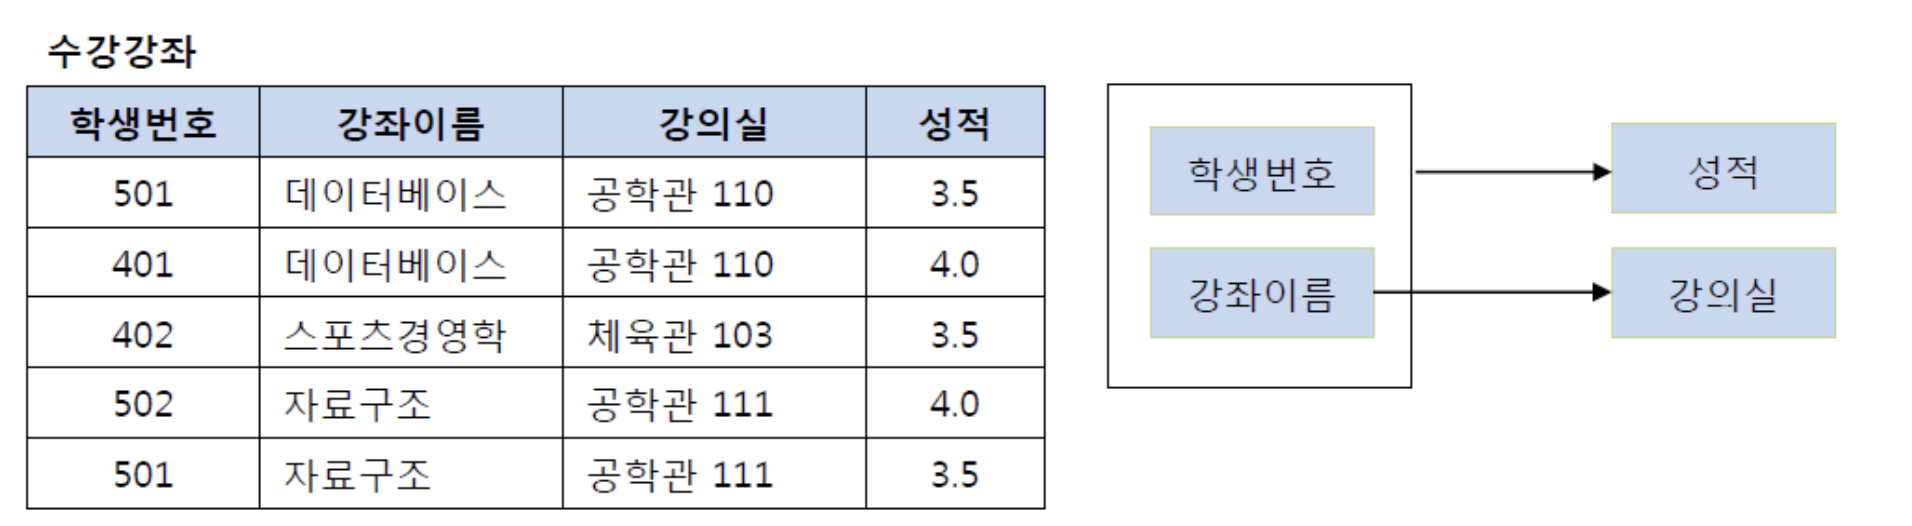 수강강좌
학생번호 강좌이름 강의실 성적
501 데이터베이스 공학관 110 3.5
401 데이터베이스 공학관 110 4.0
402 스포츠경영학 체육관 103 3.5
502 자료구조 공학관 111 4.0
501 자료구조 공학관 111 3.5
학생번호 성적
강좌이름 강의실